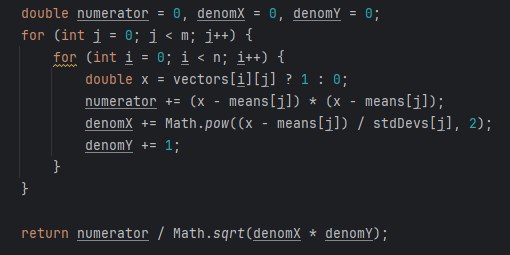 double numerator = 0, denomX = 0, denomY = 0;
for (int j = 0; j < m; j++) {
for (int i = 0; i < n; i++) {
double x = vectors[i][j] ? 1 : 0;
numerator += (x - means[j]) * (x - means[j]);
denomX += Math.pow((x - means[j]) / stdDevs[j], 2);
denomY += 1;
}
}
return numerator / Math.sqrt(denomX * denomY);